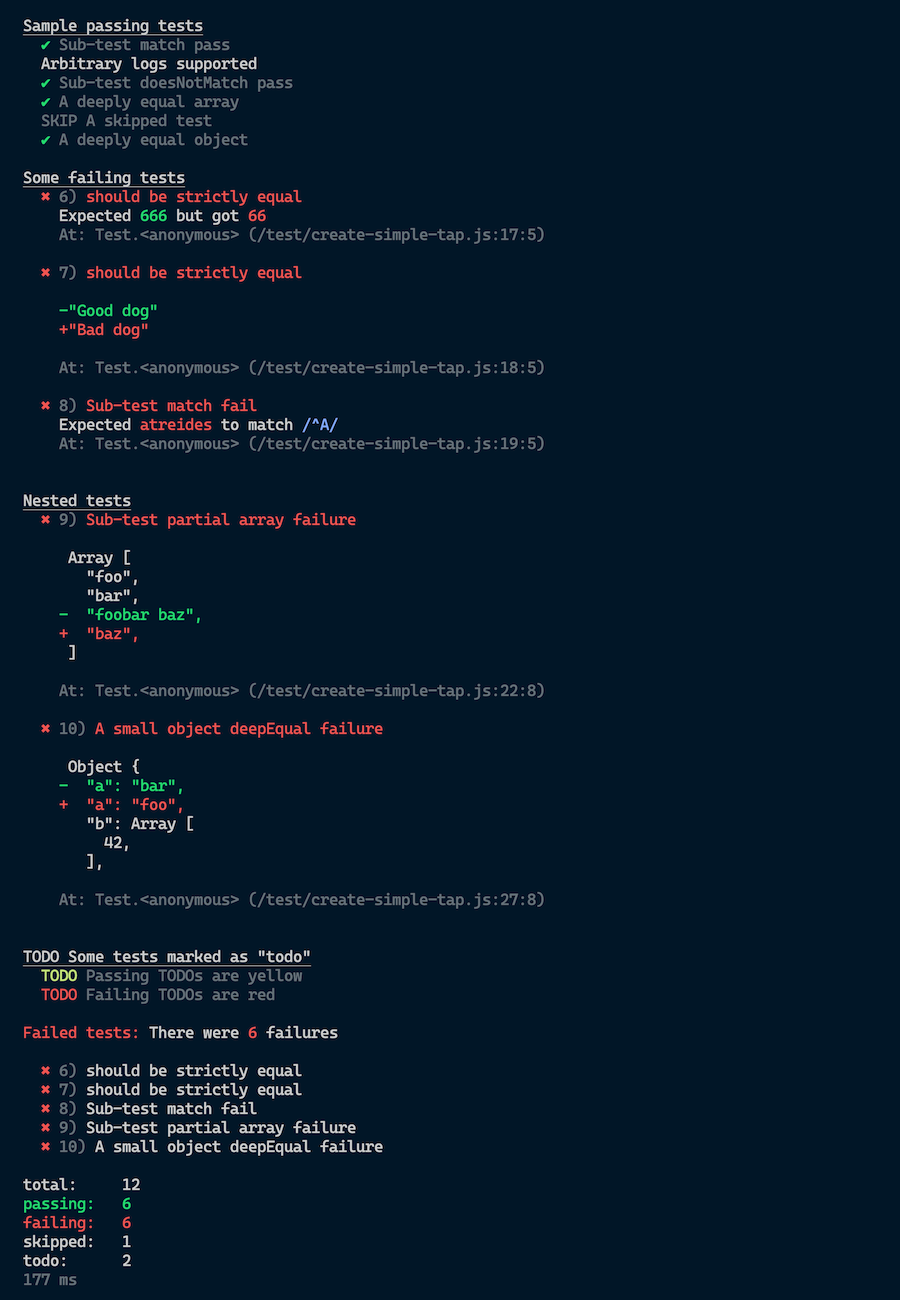 Sample passing tests
✔ Sub-test match pass
Arbitrary logs supported
✔ Sub-test doesNotMatch pass
✔ A deeply equal array
SKIP A skipped test
✔ A deeply equal object
Some failing tests
✖ 6) should be strictly equal
Expected 666 but got 66
At: Test.<anonymous> (/test/create-simple-tap.js:17:5)
✖ 7) should be strictly equal
-"Good dog"
+"Bad dog"
At: Test.<anonymous> (/test/create-simple-tap.js:18:5)
✖ 8) Sub-test match fail
Expected atreides to match /^A/
At: Test.<anonymous> (/test/create-simple-tap.js:19:5)
Nested tests
✖ 9) Sub-test partial array failure
Array [
"foo",
"bar",
-  "foobar baz",
+  "baz",
]
At: Test.<anonymous> (/test/create-simple-tap.js:22:8)
✖ 10) A small object deepEqual failure
Object {
-  "a": "bar",
+  "a": "foo",
"b": Array [
42,
],
At: Test.<anonymous> (/test/create-simple-tap.js:27:8)
TODO Some tests marked as "todo"
TODO Passing TODOs are yellow
TODO Failing TODOs are red
Failed tests: There were 6 failures
✖ 6) should be strictly equal
✖ 7) should be strictly equal
✖ 8) Sub-test match fail
✖ 9) Sub-test partial array failure
✖ 10) A small object deepEqual failure
total: 12
passing: 6
failing: 6
skipped: 1
todo: 2
177 ms